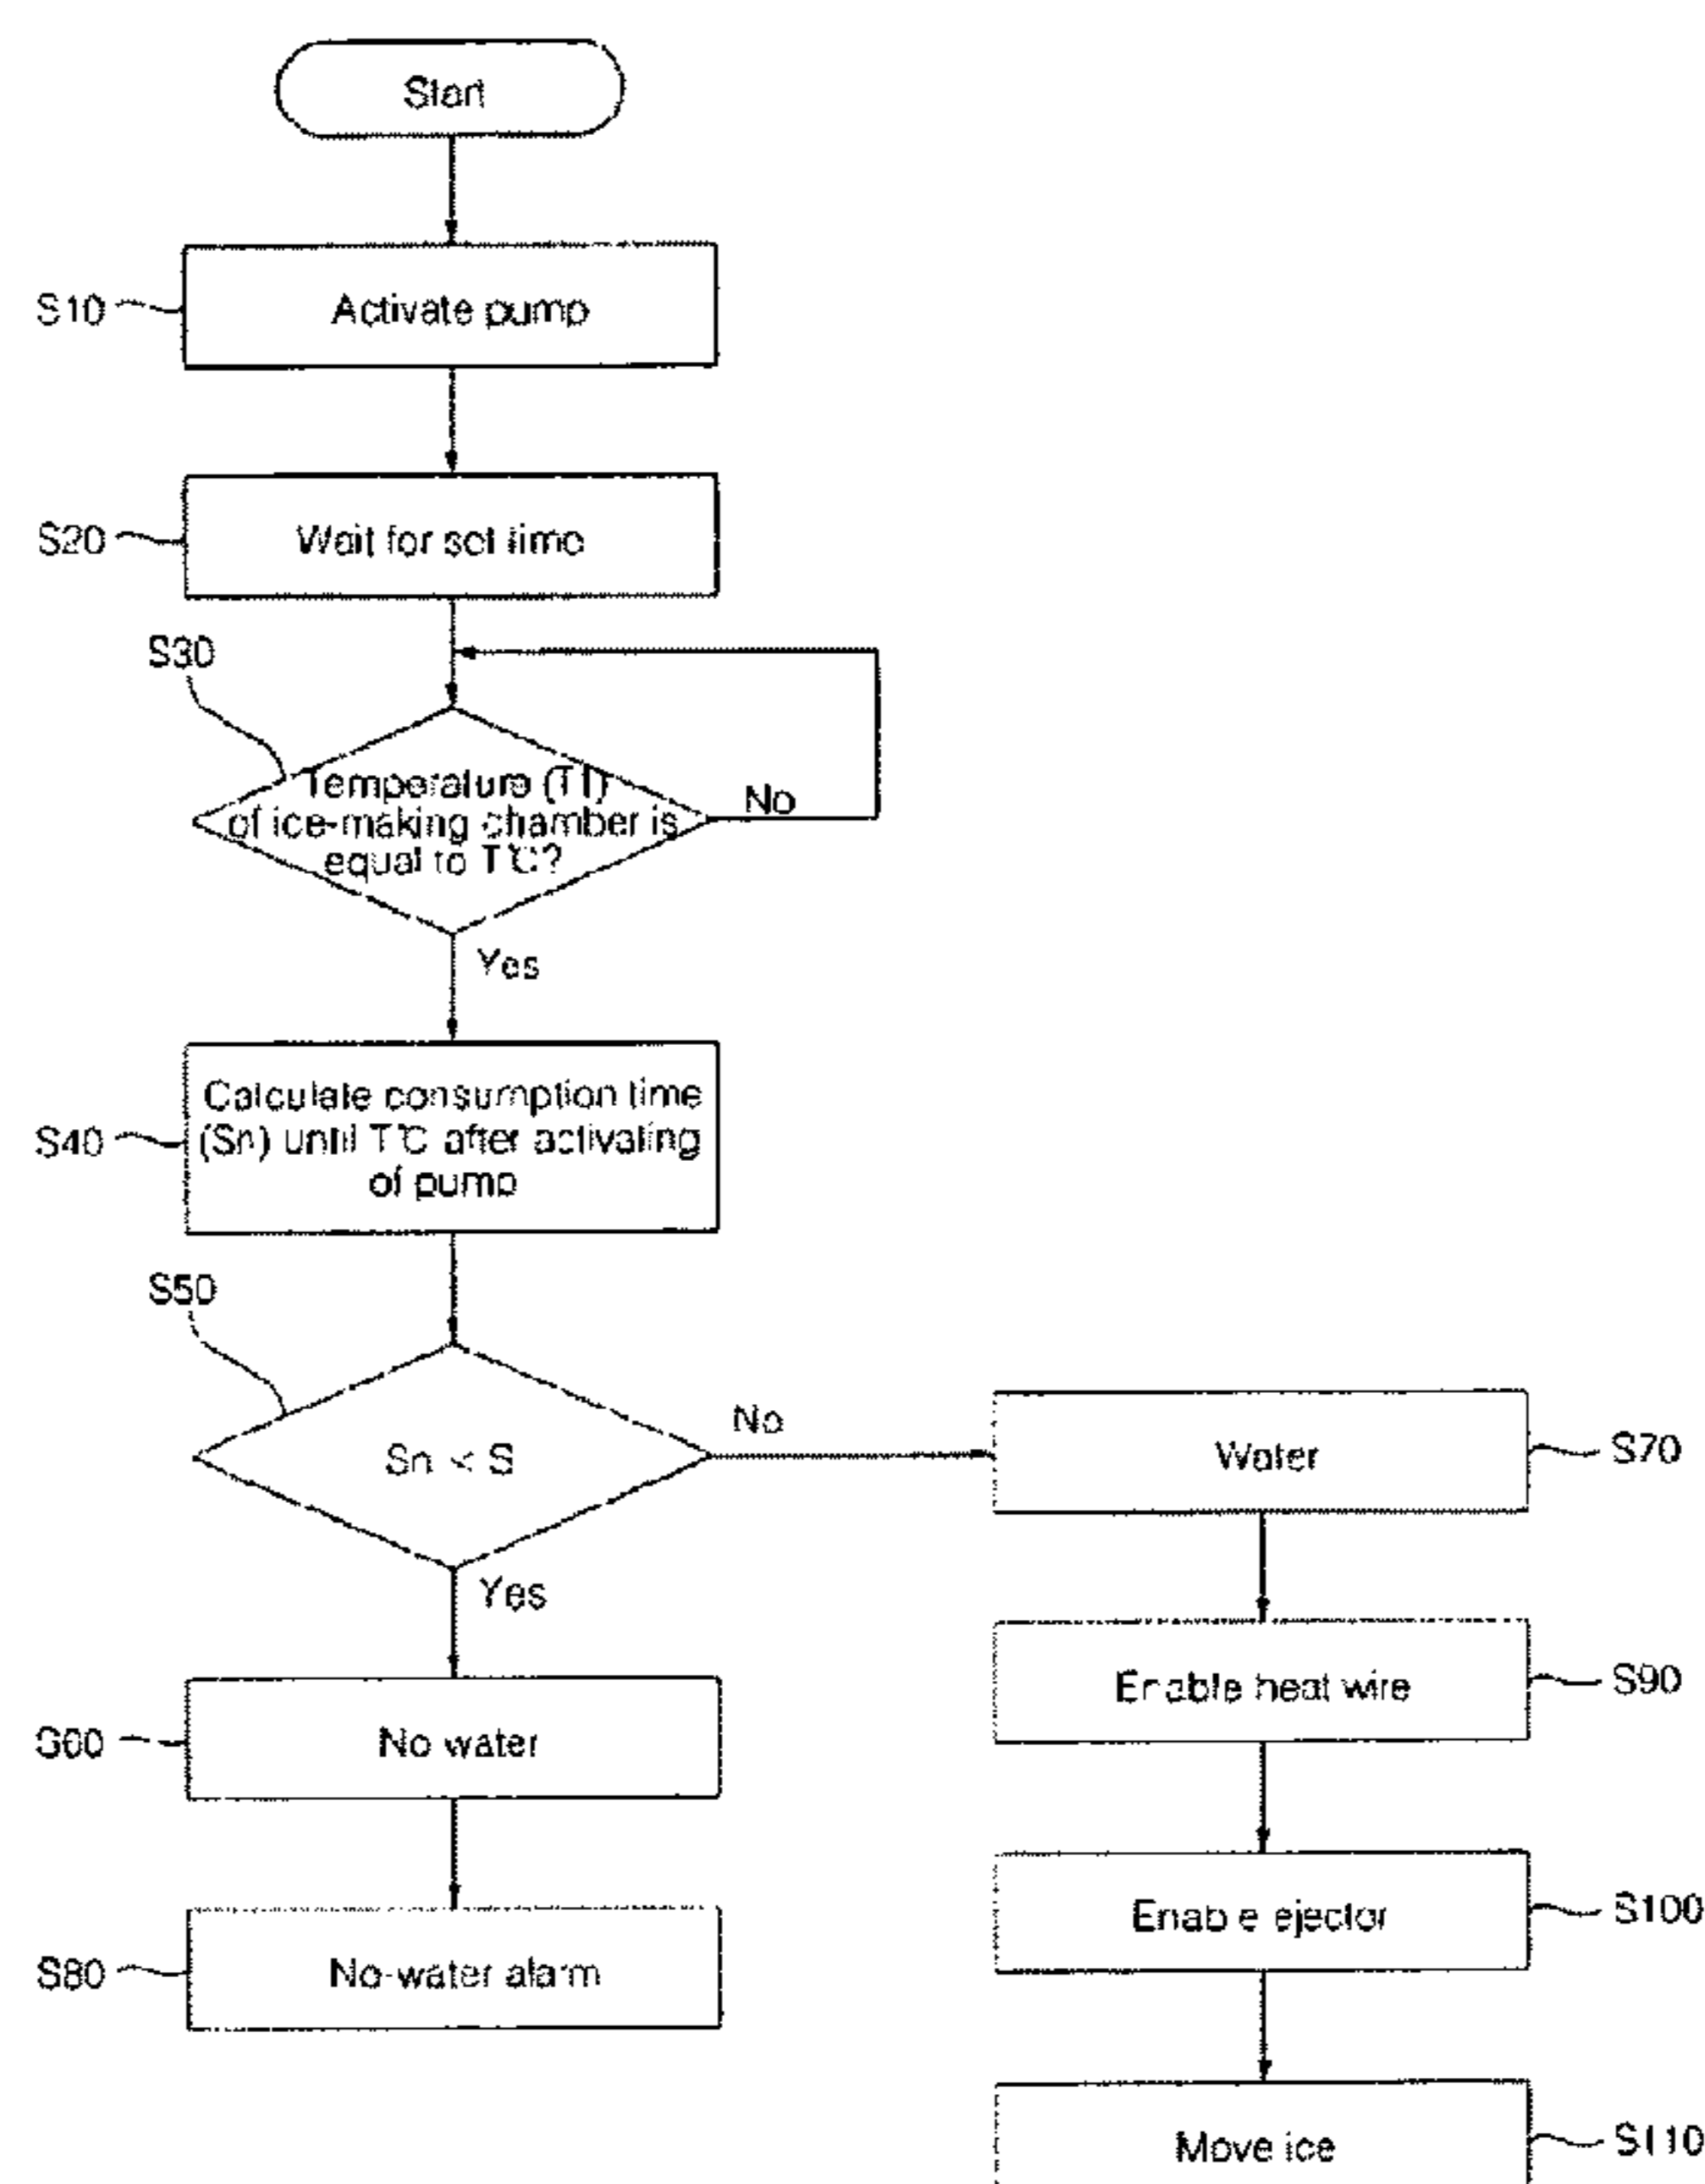 Start
S10
Activate pump
S20
Wait for set time
S30
Temperature (TI)
of ice-making chamber is
equal to T℃?
No
Yes
S40
Calculate consumption time
(Sn) until T℃ after activating
of pump
S50
Sn < S
No
Yes
Water
S70
S60
No water
Enable heat wire
S90
S80
No-water alarm
Enable ejector
S100
Move ice
S110